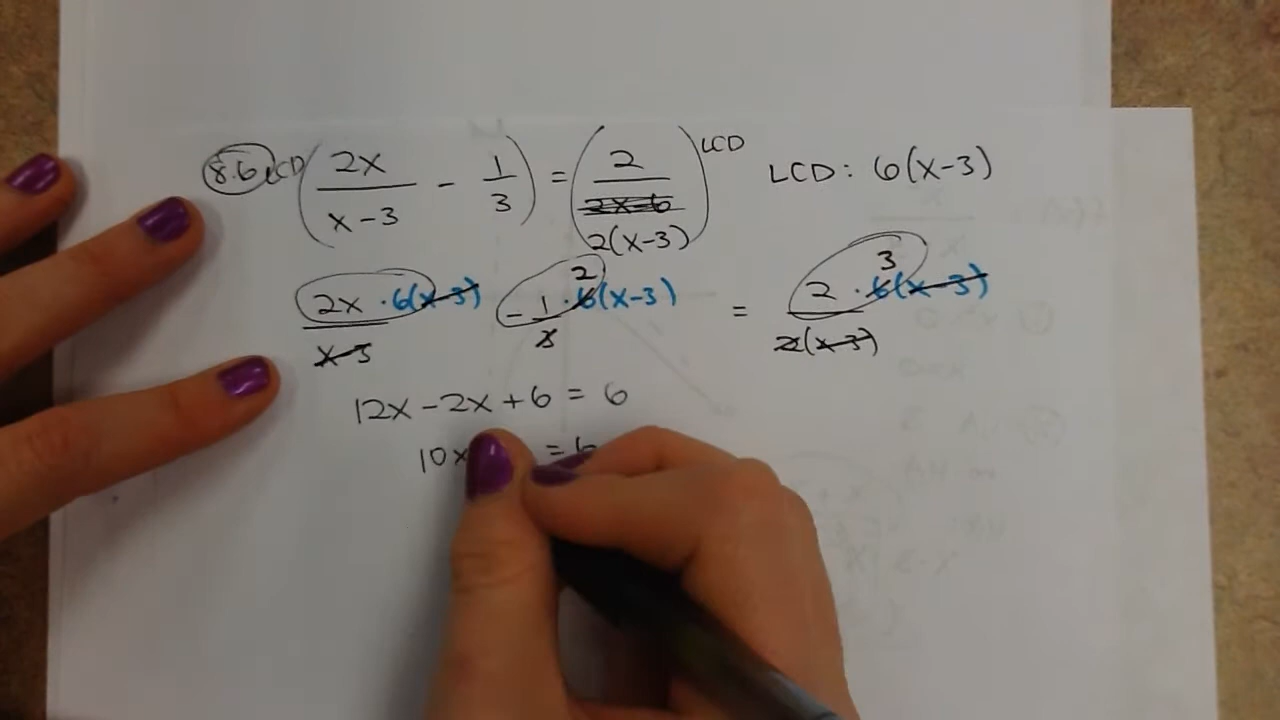 8.6 LCD ( 2x/(x-3) - 1/3 ) = ( 2/(2x-6) 2(x-3) ) LCD LCD: 6(x-3)
2x · 6(x-3) / x-3 - 1 · 6(x-3) 2 / 3 = 2 · 6(x-3) 3 / 2(x-3)
12x - 2x + 6 = 6
10x = 6